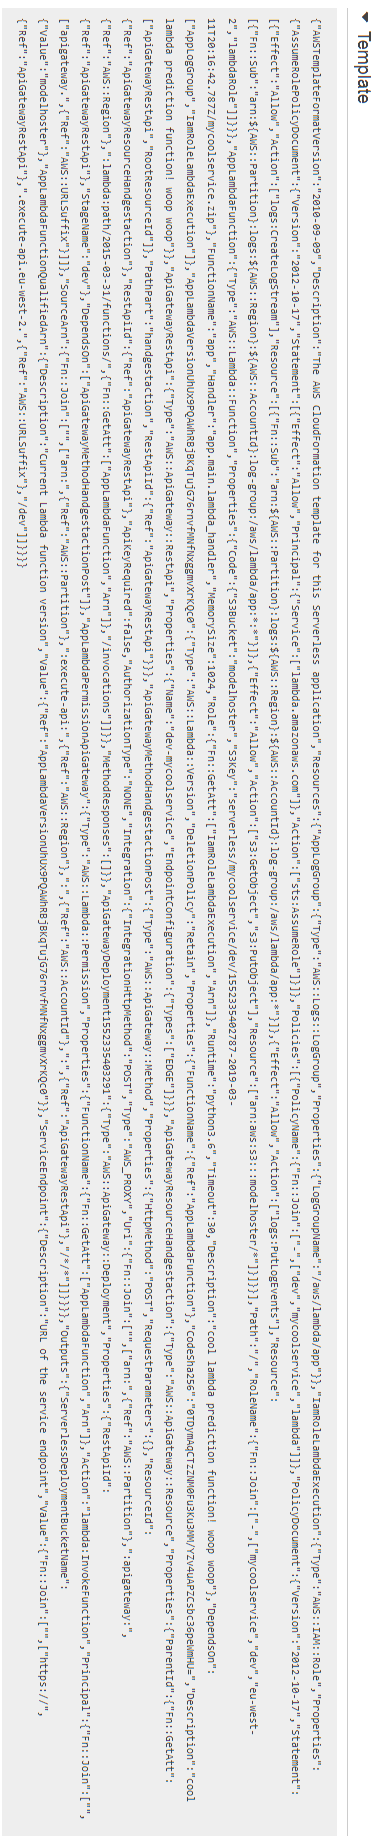 Template
{"AWSTemplateFormatVersion":"2010-09-09","Description":"The AWS CloudFormation template for this Serverless application","Resources":{"AppLogGroup":{"Type":"AWS::Logs::LogGroup","Properties":{"LogGroupName":"/aws/lambda/app"}},"IamRoleLambdaExecution":{"Type":"AWS::IAM::Role","Properties":
{"AssumeRolePolicyDocument":{"Version":"2012-10-17","Statement":[{"Effect":"Allow","Principal":{"Service":["lambda.amazonaws.com"]},"Action":["sts:AssumeRole"]}]},"Policies":[{"PolicyName":{"Fn::Join":["-",["dev","mycoolservice","lambda"]]},"PolicyDocument":{"Version":"2012-10-17","Statement":
[{"Effect":"Allow","Action":["logs:CreateLogStream"],"Resource":[{"Fn::Sub":"arn:${AWS::Partition}:logs:${AWS::Region}:${AWS::AccountId}:log-group:/aws/lambda/app:*"}]},{"Effect":"Allow","Action":["logs:PutLogEvents"],"Resource":
[{"Fn::Sub":"arn:${AWS::Partition}:logs:${AWS::Region}:${AWS::AccountId}:log-group:/aws/lambda/app:*:*"}]},{"Effect":"Allow","Action":["s3:GetObject","s3:PutObject"],"Resource":["arn:aws:s3:::modelhoster/*"]}]}}],"Path":"/","RoleName":{"Fn::Join":["-",["mycoolservice","dev","eu-west-
2","lambdaRole"]]}}},"AppLambdaFunction":{"Type":"AWS::Lambda::Function","Properties":{"Code":{"S3Bucket":"modelhoster","S3Key":"serverless/mycoolservice/dev/1552335402787-2019-03-
11T20:16:42.787Z/mycoolservice.zip"},"FunctionName":"app","Handler":"app.main.lambda_handler","MemorySize":1024,"Role":{"Fn::GetAtt":["IamRoleLambdaExecution","Arn"]},"Runtime":"python3.6","Timeout":30,"Description":"cool lambda prediction function! woop woop"},"DependsOn":
["AppLogGroup","IamRoleLambdaExecution"]},"AppLambdaVersionUhUx9PQAWhRBjBKqTujG76rnvfMNfNxggmvXrKQc0":{"Type":"AWS::Lambda::Version","DeletionPolicy":"Retain","Properties":{"FunctionName":{"Ref":"AppLambdaFunction"},"CodeSha256":"0TDymAqCTzZNM0Fu3KU3MM/YZv4UAPZCsbC36peWmHU=","Description":"cool
lambda prediction function! woop woop"}},"ApiGatewayRestApi":{"Type":"AWS::ApiGateway::RestApi","Properties":{"Name":"dev-mycoolservice","EndpointConfiguration":{"Types":["EDGE"]}}},"ApiGatewayResourceHandgestaction":{"Type":"AWS::ApiGateway::Resource","Properties":{"ParentId":{"Fn::GetAtt":
["ApiGatewayRestApi","RootResourceId"]},"PathPart":"handgestaction","RestApiId":{"Ref":"ApiGatewayRestApi"}}},"ApiGatewayMethodHandgestactionPost":{"Type":"AWS::ApiGateway::Method","Properties":{"HttpMethod":"POST","RequestParameters":{},"ResourceId":
{"Ref":"ApiGatewayResourceHandgestaction"},"RestApiId":{"Ref":"ApiGatewayRestApi"},"ApiKeyRequired":false,"AuthorizationType":"NONE","Integration":{"IntegrationHttpMethod":"POST","Type":"AWS_PROXY","Uri":{"Fn::Join":["",["arn:",{"Ref":"AWS::Partition"},":apigateway:",
{"Ref":"AWS::Region"},":lambda:path/2015-03-31/functions/",{"Fn::GetAtt":["AppLambdaFunction","Arn"]},"/invocations"]]}},"MethodResponses":[]}},"ApiGatewayDeployment1552335403291":{"Type":"AWS::ApiGateway::Deployment","Properties":{"RestApiId":
{"Ref":"ApiGatewayRestApi"},"StageName":"dev"},"DependsOn":["ApiGatewayMethodHandgestactionPost"]},"AppLambdaPermissionApiGateway":{"Type":"AWS::Lambda::Permission","Properties":{"FunctionName":{"Fn::GetAtt":["AppLambdaFunction","Arn"]},"Action":"lambda:InvokeFunction","Principal":{"Fn::Join":["",
["apigateway.",{"Ref":"AWS::URLSuffix"}]]},"SourceArn":{"Fn::Join":["",["arn:",{"Ref":"AWS::Partition"},":execute-api:",{"Ref":"AWS::Region"},":",{"Ref":"AWS::AccountId"},":",{"Ref":"ApiGatewayRestApi"},"/*/*"]]}}}},"Outputs":{"ServerlessDeploymentBucketName":
{"Value":"modelhoster"},"AppLambdaFunctionQualifiedArn":{"Description":"Current Lambda function version","Value":{"Ref":"AppLambdaVersionUhUx9PQAWhRBjBKqTujG76rnvfMNfNxggmvXrKQc0"}},"ServiceEndpoint":{"Description":"URL of the service endpoint","Value":{"Fn::Join":["",["https://",
{"Ref":"ApiGatewayRestApi"},".execute-api.eu-west-2.",{"Ref":"AWS::URLSuffix"},"/dev"]]}}}}